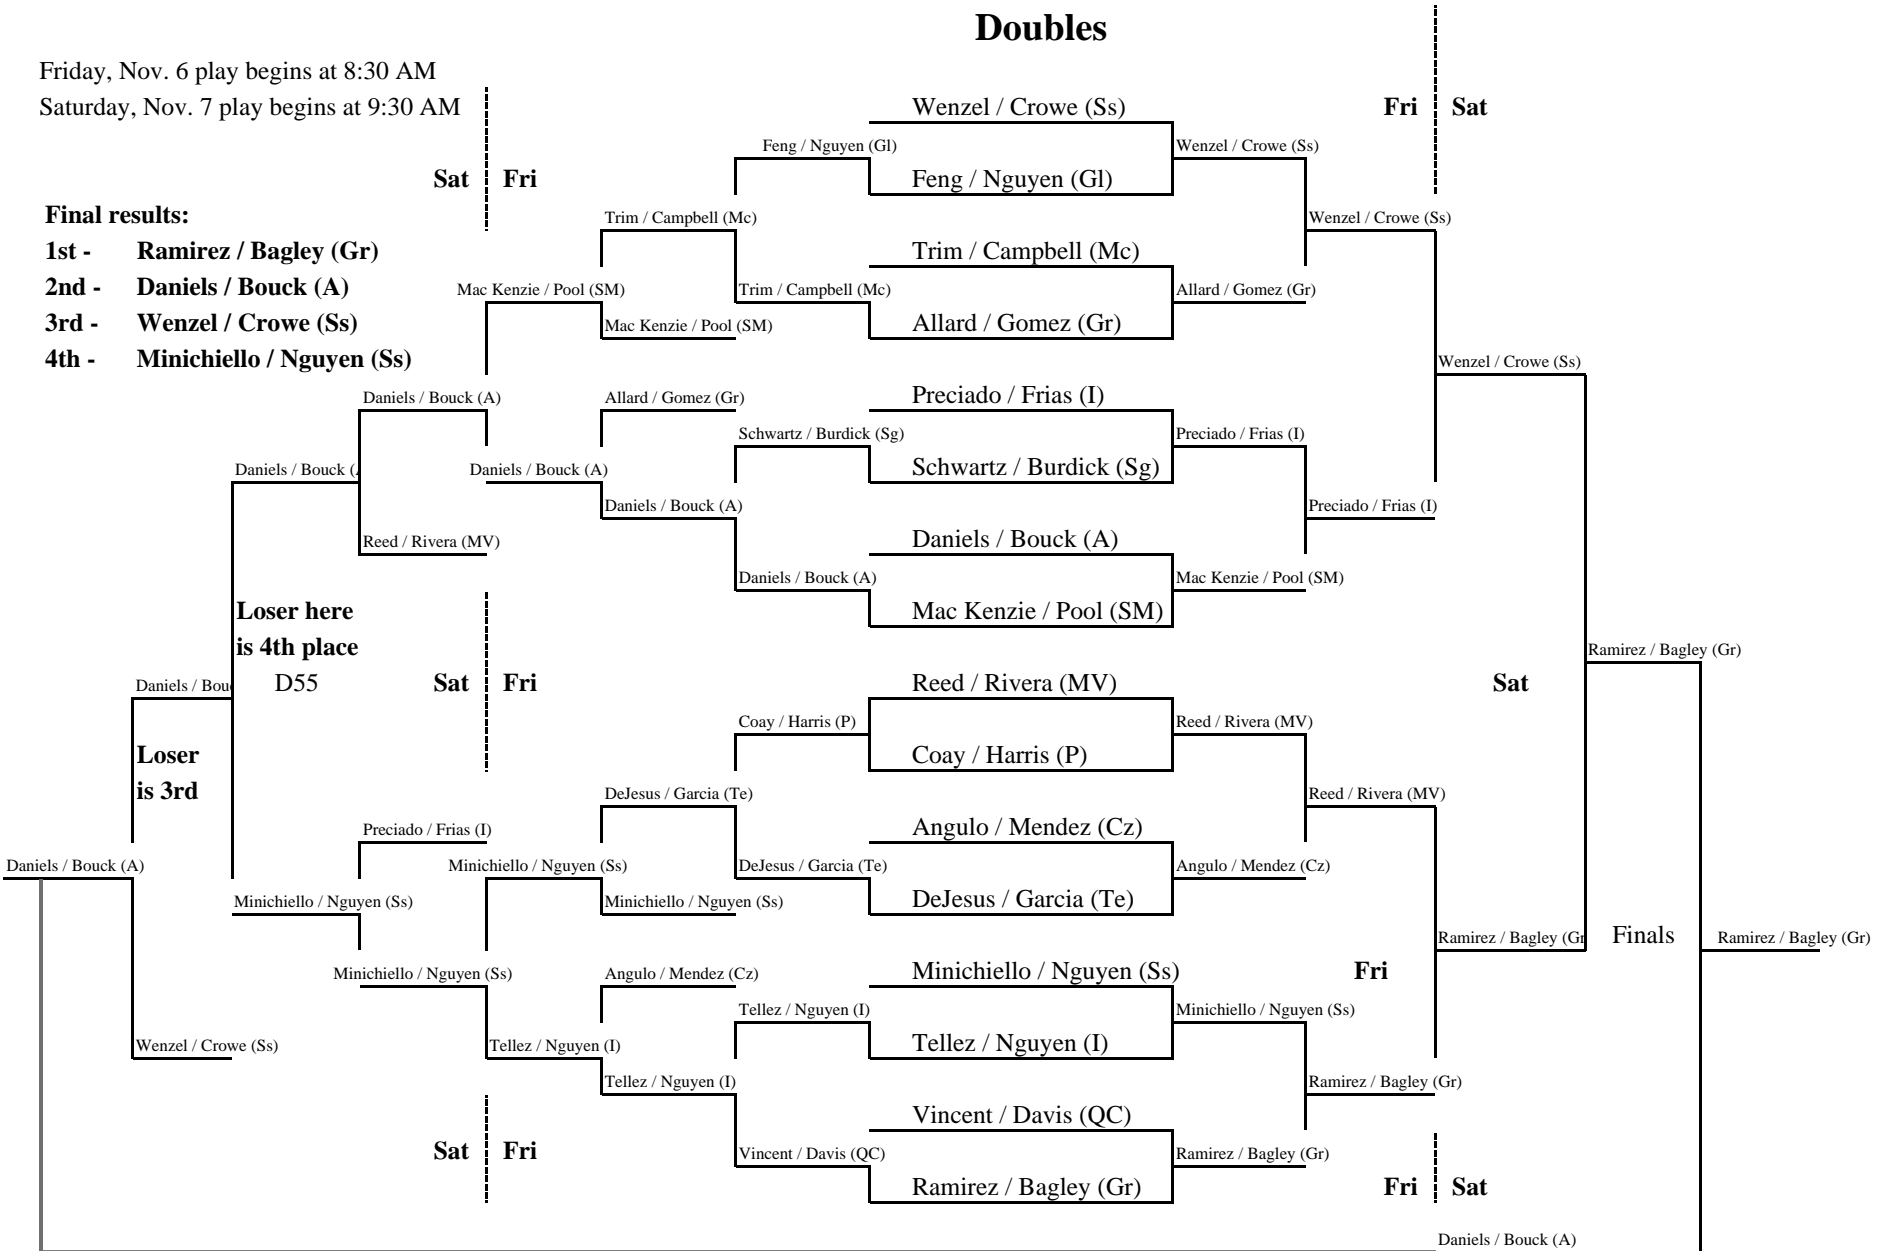 Doubles
Friday, Nov. 6 play begins at 8:30 AM
Saturday, Nov. 7 play begins at 9:30 AM
Wenzel / Crowe (Ss)
Fri
Sat
Feng / Nguyen (Gl)
Wenzel / Crowe (Ss)
Sat
Fri
Feng / Nguyen (Gl)
Final results:
Trim / Campbell (Mc)
Wenzel / Crowe (Ss)
1st - Ramirez / Bagley (Gr)
Trim / Campbell (Mc)
2nd - Daniels / Bouck (A)
Mac Kenzie / Pool (SM)
Trim / Campbell (Mc)
Allard / Gomez (Gr)
3rd - Wenzel / Crowe (Ss)
Mac Kenzie / Pool (SM)
Allard / Gomez (Gr)
4th - Minichiello / Nguyen (Ss)
Wenzel / Crowe (Ss)
Daniels / Bouck (A)
Allard / Gomez (Gr)
Preciado / Frias (I)
Schwartz / Burdick (Sg)
Preciado / Frias (I)
Daniels / Bouck (
Daniels / Bouck (A)
Schwartz / Burdick (Sg)
Daniels / Bouck (A)
Preciado / Frias (I)
Reed / Rivera (MV)
Daniels / Bouck (A)
Daniels / Bouck (A)
Mac Kenzie / Pool (SM)
Loser here
Mac Kenzie / Pool (SM)
is 4th place
Ramirez / Bagley (Gr)
Daniels / Bouc
D55
Sat
Fri
Reed / Rivera (MV)
Sat
Coay / Harris (P)
Reed / Rivera (MV)
Loser
Coay / Harris (P)
is 3rd
DeJesus / Garcia (Te)
Reed / Rivera (MV)
Preciado / Frias (I)
Angulo / Mendez (Cz)
Daniels / Bouck (A)
Minichiello / Nguyen (Ss)
DeJesus / Garcia (Te)
Angulo / Mendez (Cz)
Minichiello / Nguyen (Ss)
Minichiello / Nguyen (Ss)
DeJesus / Garcia (Te)
Ramirez / Bagley (Gr
Finals
Ramirez / Bagley (Gr)
Minichiello / Nguyen (Ss)
Angulo / Mendez (Cz)
Minichiello / Nguyen (Ss)
Fri
Tellez / Nguyen (I)
Minichiello / Nguyen (Ss)
Wenzel / Crowe (Ss)
Tellez / Nguyen (I)
Tellez / Nguyen (I)
Tellez / Nguyen (I)
Ramirez / Bagley (Gr)
Vincent / Davis (QC)
Sat
Fri
Vincent / Davis (QC)
Ramirez / Bagley (Gr)
Ramirez / Bagley (Gr)
Fri
Sat
Daniels / Bouck (A)